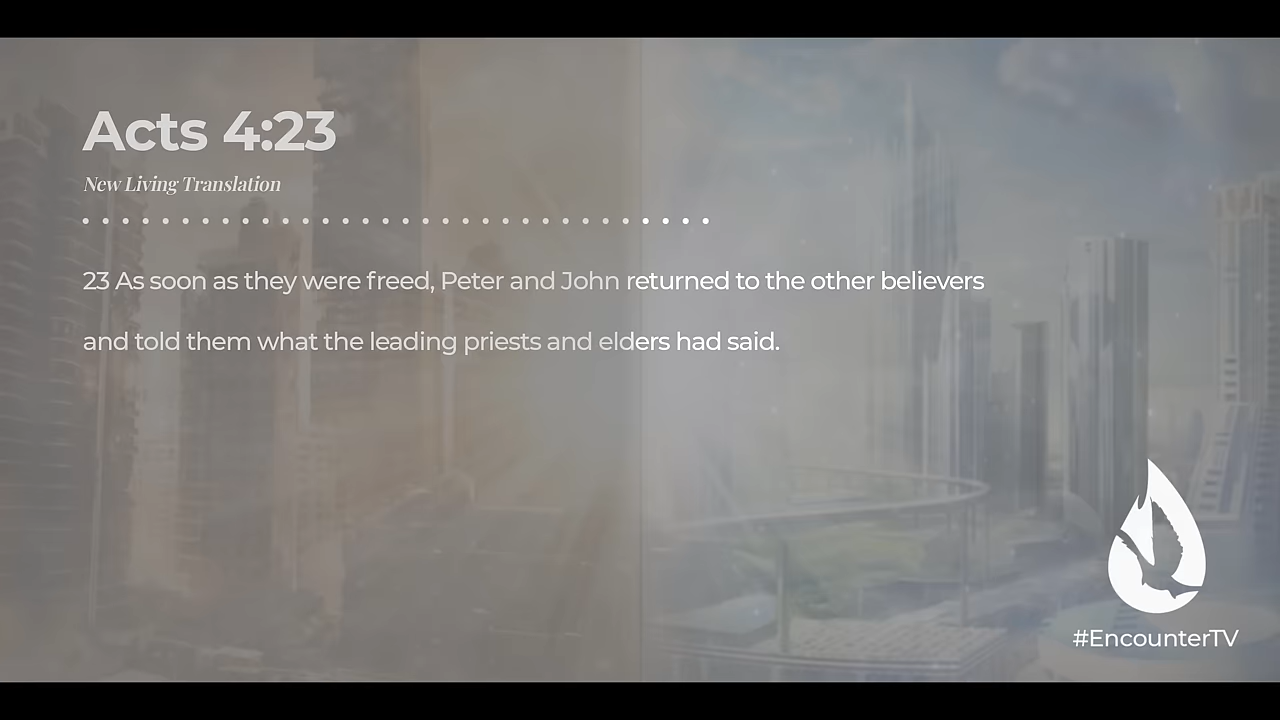 Acts 4:23
New Living Translation
23 As soon as they were freed, Peter and John returned to the other believers
and told them what the leading priests and elders had said.
#EncounterTV